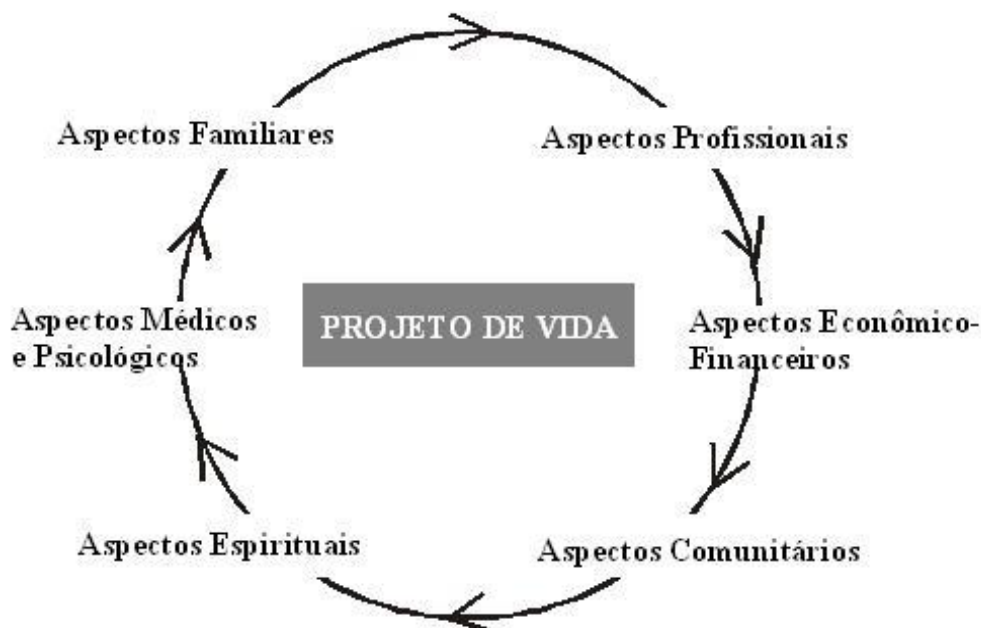 Aspectos Familiares
Aspectos Profissionais
Aspectos Médicos
e Psicológicos
PROJETO DE VIDA
Aspectos Econômico-
Financeiros
Aspectos Espirituais
Aspectos Comunitários